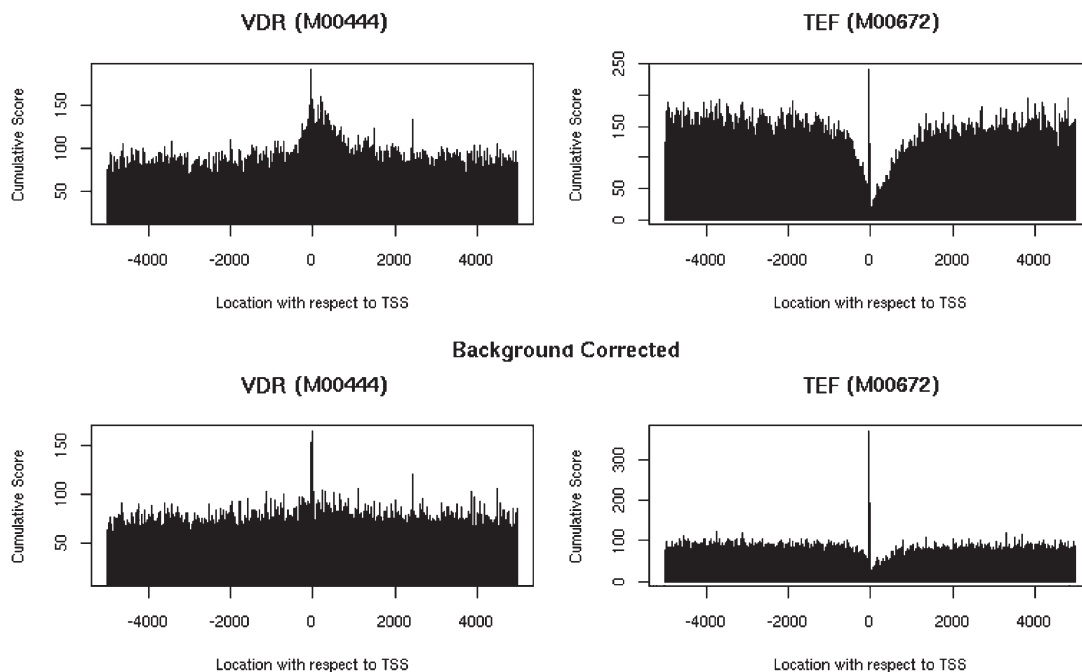 VDR (M00444)
TEF (M00672)
Cumulative Score
50
100
150
-4000
-2000
0
2000
4000
Location with respect to TSS
Cumulative Score
0
50
150
250
-4000
-2000
0
2000
4000
Location with respect to TSS
Background Corrected
VDR (M00444)
TEF (M00672)
Cumulative Score
50
100
150
-4000
-2000
0
2000
4000
Location with respect to TSS
Cumulative Score
0
100
200
300
-4000
-2000
0
2000
4000
Location with respect to TSS